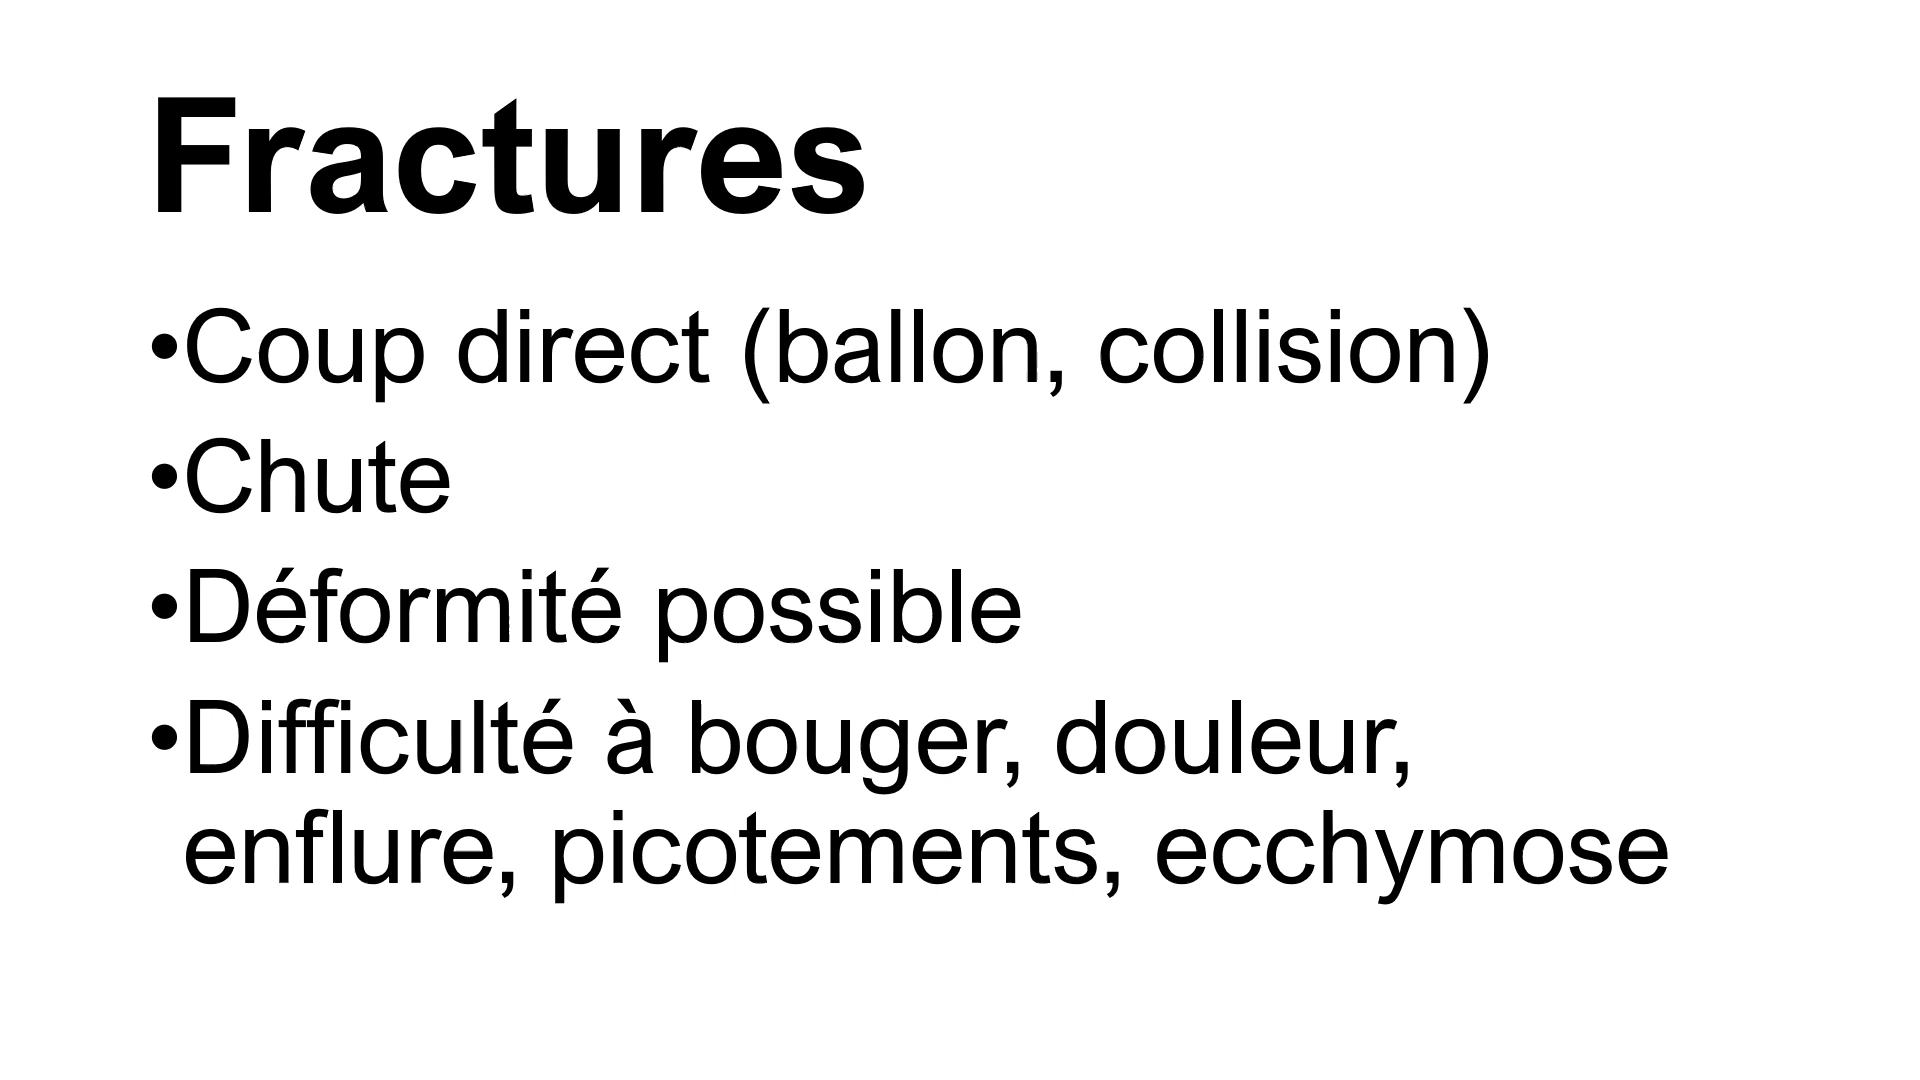 Fractures
•Coup direct (ballon, collision)
•Chute
•Déformité possible
•Difficulté à bouger, douleur,
enflure, picotements, ecchymose